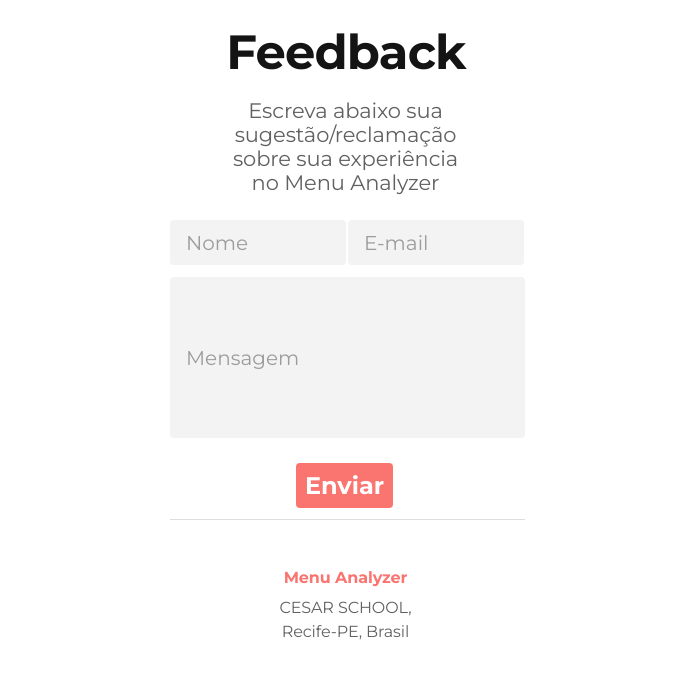 Feedback
Escreva abaixo sua
sugestão/reclamação
sobre sua experiência
no Menu Analyzer
Nome
E-mail
Mensagem
Enviar
Menu Analyzer
CESAR SCHOOL,
Recife-PE, Brasil